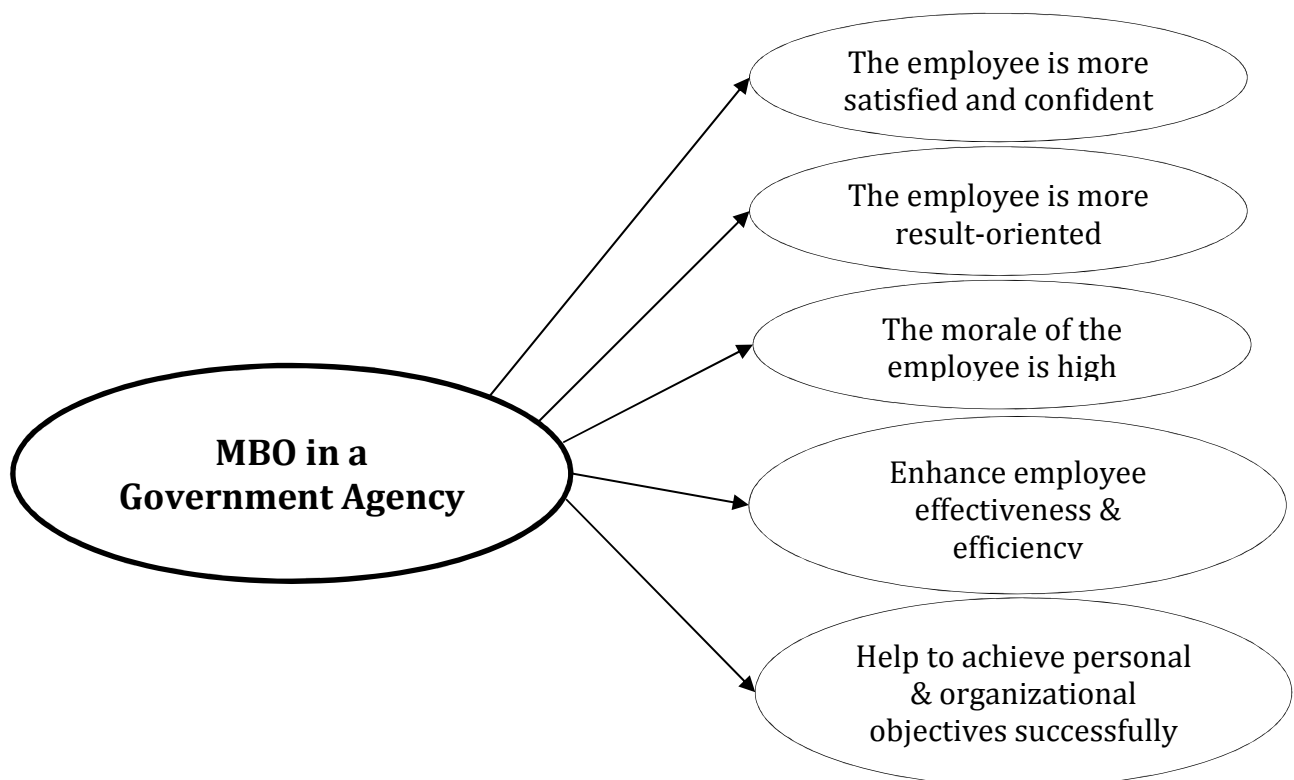 The employee is more
satisfied and confident
The employee is more
result-oriented
The morale of the
employee is high
MBO in a
Government Agency
Enhance employee
effectiveness &
efficiency
Help to achieve personal
& organizational
objectives successfully